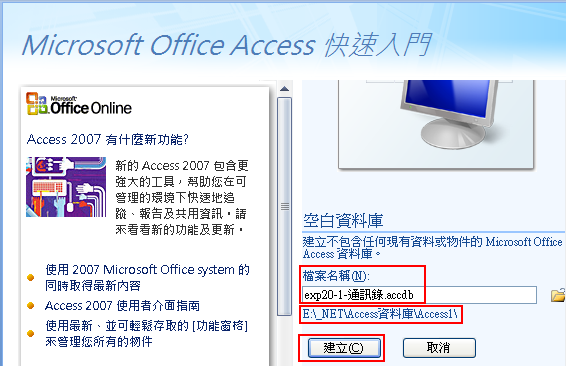 Microsoft Office Access 快速入門
Microsoft®
Office Online
Access 2007 有什麼新功能?
新的 Access 2007 包含更
強大的工具，幫助您在可
管理的環境下快速地追
蹤、報告及共用資訊。請
來看看新的功能及更新。
使用 2007 Microsoft Office system 的
同時取得最新內容
Access 2007 使用者介面指南
使用最新、並可輕鬆存取的 [功能窗格]
來管理您所有的物件
空白資料庫
建立不包含任何現有資料或物件的 Microsoft Office
Access 資料庫。
檔案名稱(N):
exp20-1-通訊錄.accdb
E:\_NET\Access資料庫\Access1\
建立(C)
取消